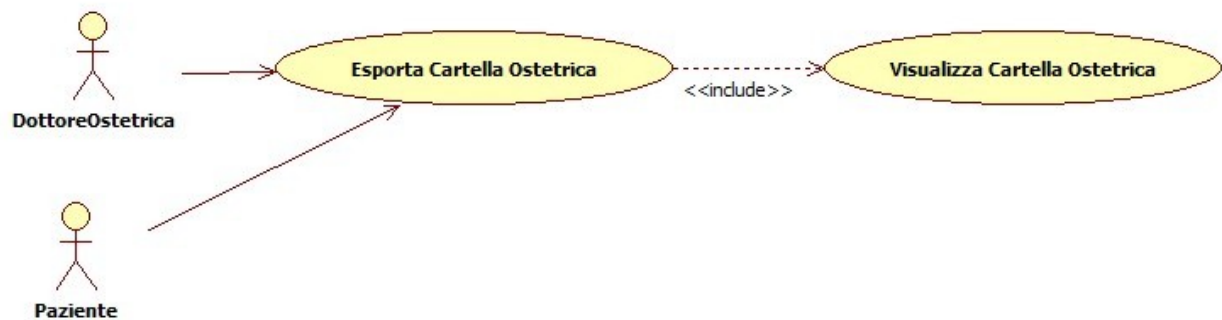 Esporta Cartella Ostetrica
Visualizza Cartella Ostetrica
<<include>>
DottoreOstetrica
Paziente